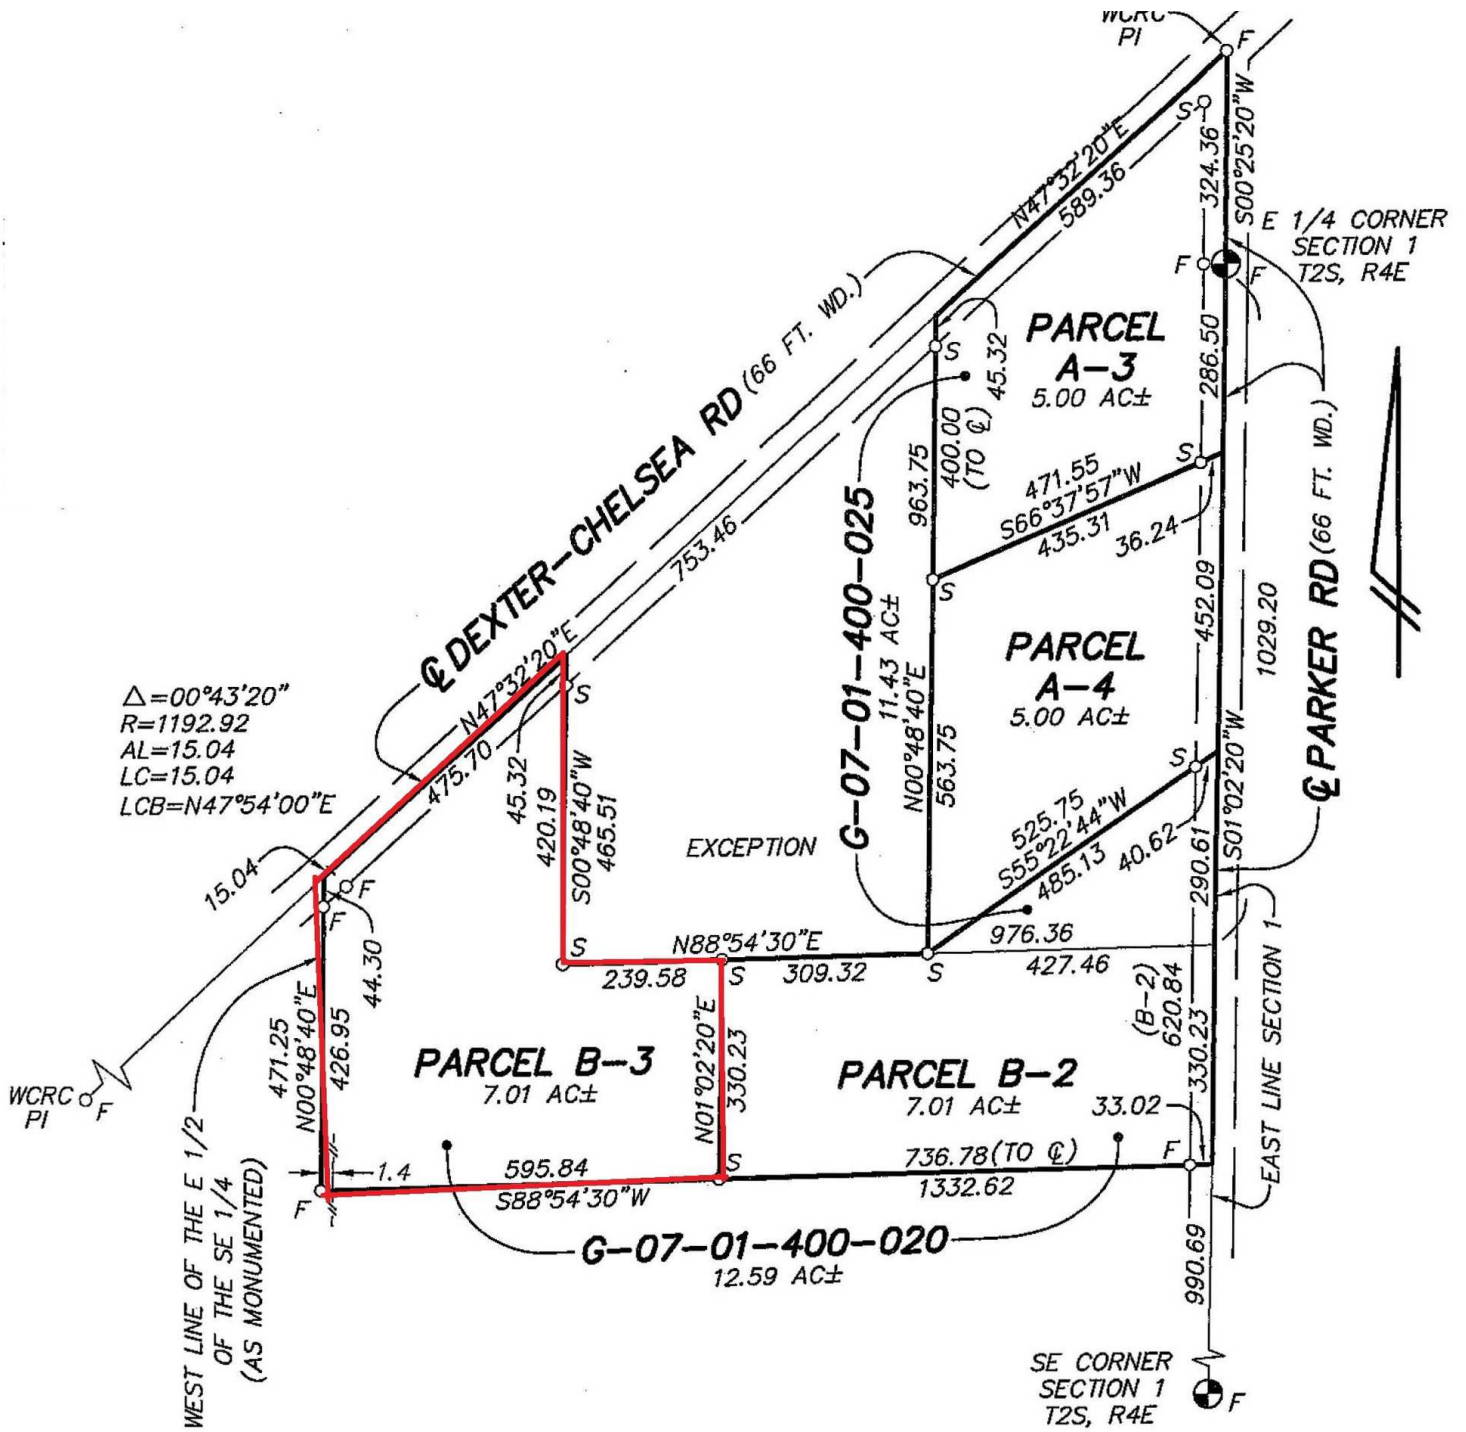 WCRC
PI
F
S
N47°32'20"E
589.36
324.36
S00°25'20"W
E 1/4 CORNER
SECTION 1
T2S, R4E
F
F
PARCEL
A-3
5.00 AC±
286.50
S
45.32
400.00
(TO ℄)
963.75
471.55
S66°37'57"W
435.31
36.24
S
S
℄ DEXTER-CHELSEA RD (66 FT. WD.)
753.46
G-07-01-400-025
11.43 AC±
℄ PARKER RD (66 FT. WD.)
452.09
1029.20
PARCEL
A-4
5.00 AC±
N00°48'40"E
563.75
S01°02'20"W
S
525.75
S55°22'44"W
485.13
40.62
290.61
△=00°43'20"
R=1192.92
AL=15.04
LC=15.04
LCB=N47°54'00"E
N47°32'20"E
475.70
S
45.32
420.19
S00°48'40"W
465.51
EXCEPTION
15.04
F
F
44.30
S
N88°54'30"E
239.58
S
309.32
S
976.36
427.46
(B-2)
620.84
330.23
EAST LINE SECTION 1
471.25
N00°48'40"E
426.95
PARCEL B-3
7.01 AC±
N01°02'20"E
330.23
PARCEL B-2
7.01 AC±
33.02
WCRC
PI
F
WEST LINE OF THE E 1/2
OF THE SE 1/4
(AS MONUMENTED)
1.4
F
595.84
S88°54'30"W
S
736.78(TO ℄)
1332.62
F
G-07-01-400-020
12.59 AC±
990.69
SE CORNER
SECTION 1
T2S, R4E
F